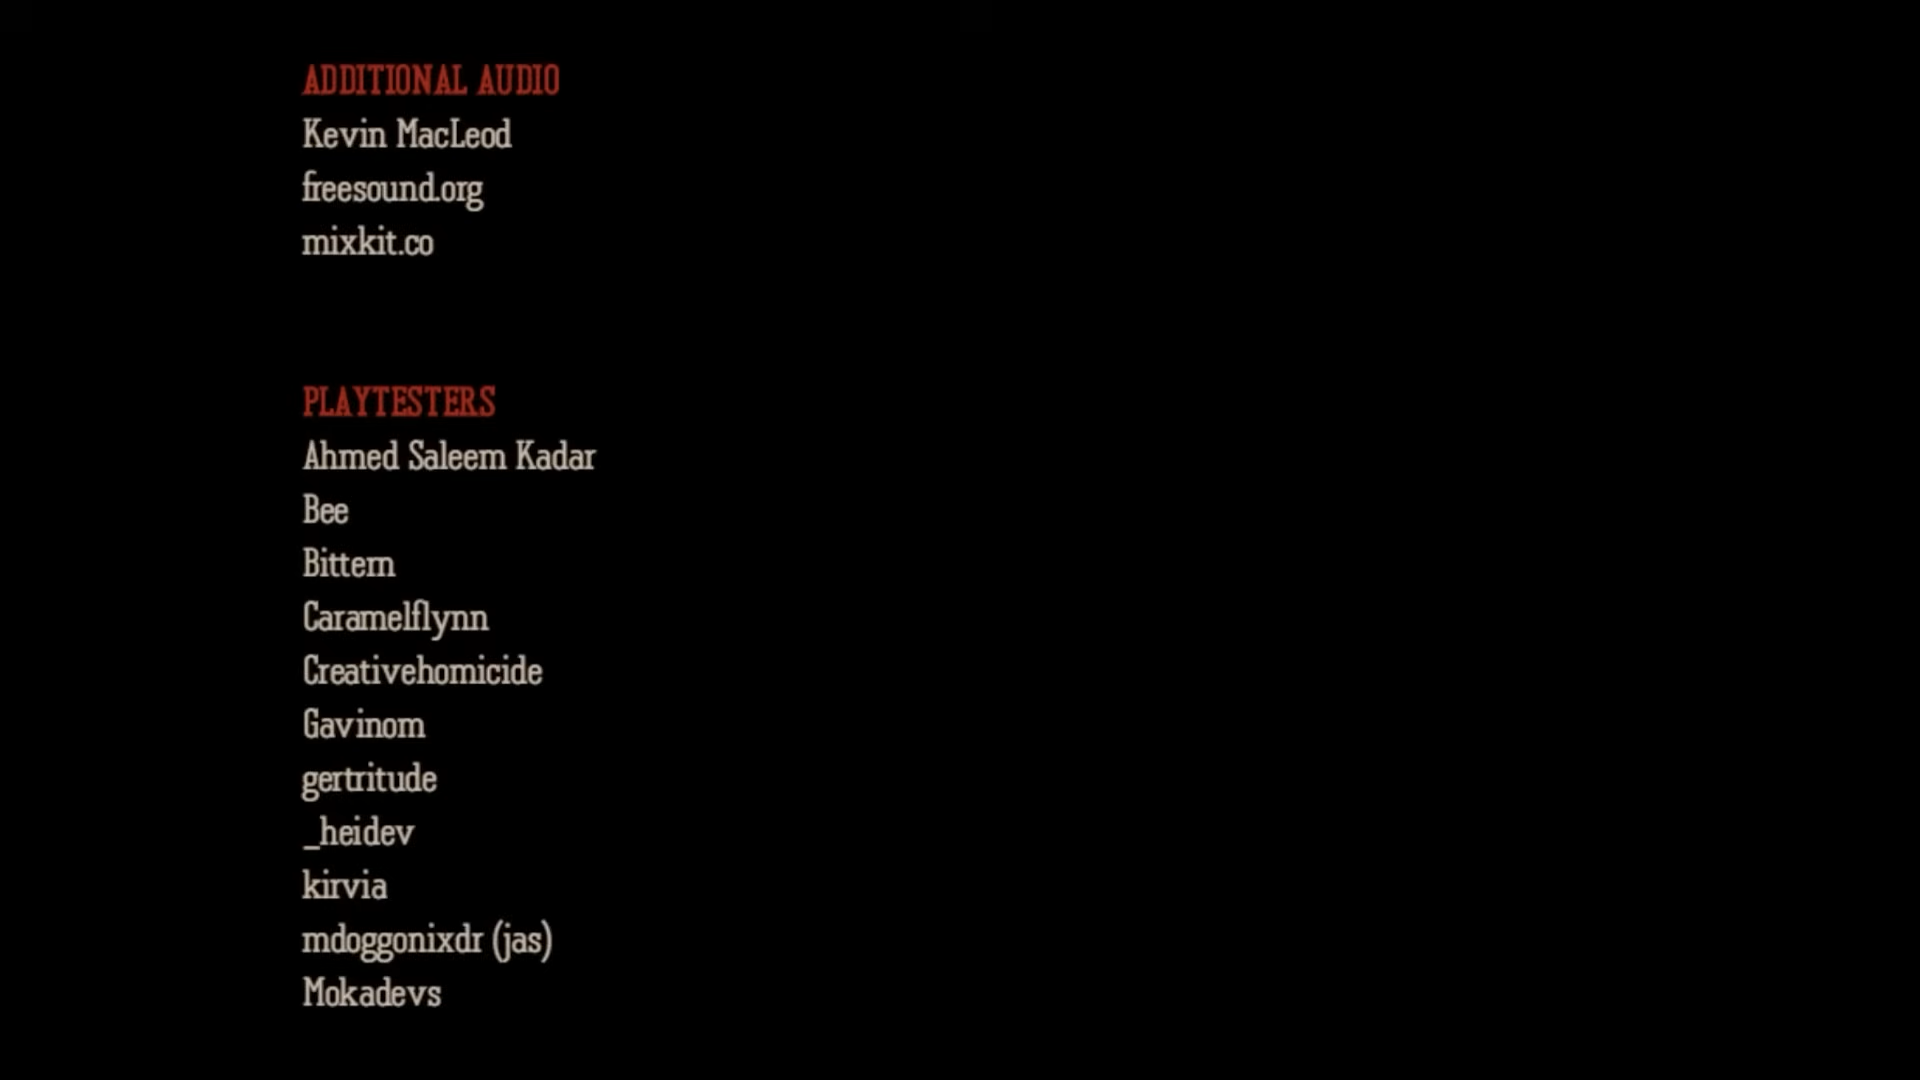 ADDITIONAL AUDIO
Kevin MacLeod
freesound.org
mixkit.co
PLAYTESTERS
Ahmed Saleem Kadar
Bee
Bittern
Caramelflynn
Creativehomicide
Gavinom
gertritude
_heidev
kirvia
mdoggonixdr (jas)
Mokadevs